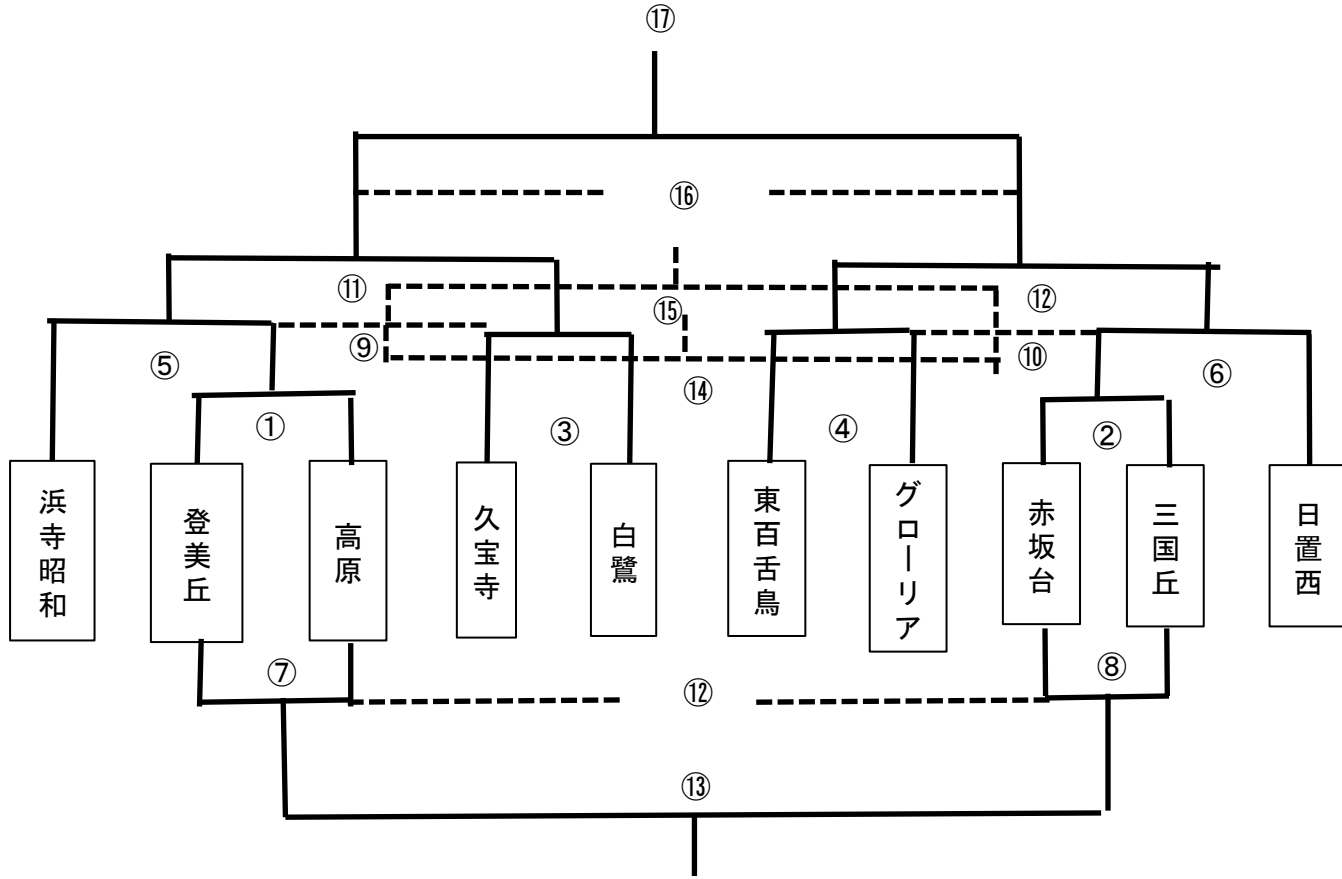 ⑰
⑯
⑪
⑮
⑫
⑤
⑨
⑩
⑥
⑭
①
③
④
②
浜寺昭和
登美丘
高原
久宝寺
白鷺
東百舌鳥
グローリア
赤坂台
三国丘
日置西
⑦
⑫
⑧
⑬